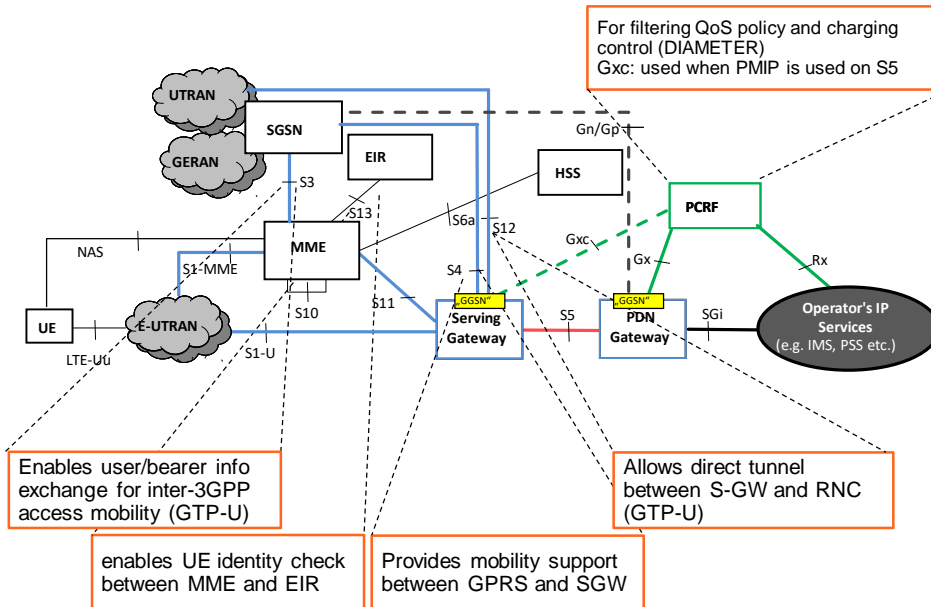 For filtering QoS policy and charging
control (DIAMETER)
Gxc: used when PMIP is used on S5
UTRAN
SGSN
GERAN
EIR
HSS
Gn/Gp
PCRF
S3
S13
S6a
S12
MME
NAS
S1-MME
Gxc
Gx
Rx
S4
S10
S11
UE
E-UTRAN
LTE-Uu
S1-U
„GGSN“
Serving
Gateway
S5
„GGSN“
PDN
Gateway
SGi
Operator's IP
Services
(e.g. IMS, PSS etc.)
Enables user/bearer info
exchange for inter-3GPP
access mobility (GTP-U)
Allows direct tunnel
between S-GW and RNC
(GTP-U)
enables UE identity check
between MME and EIR
Provides mobility support
between GPRS and SGW